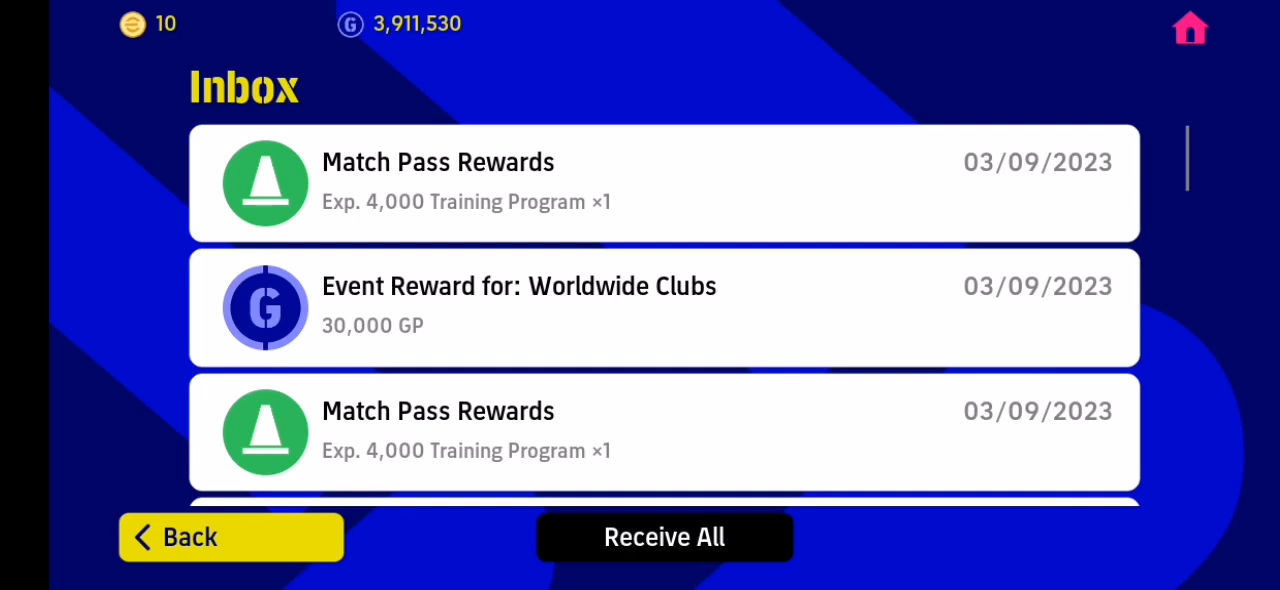 10
G 3,911,530
Inbox
Match Pass Rewards
03/09/2023
Exp. 4,000 Training Program ×1
G
Event Reward for: Worldwide Clubs
03/09/2023
30,000 GP
Match Pass Rewards
03/09/2023
Exp. 4,000 Training Program ×1
Back
Receive All